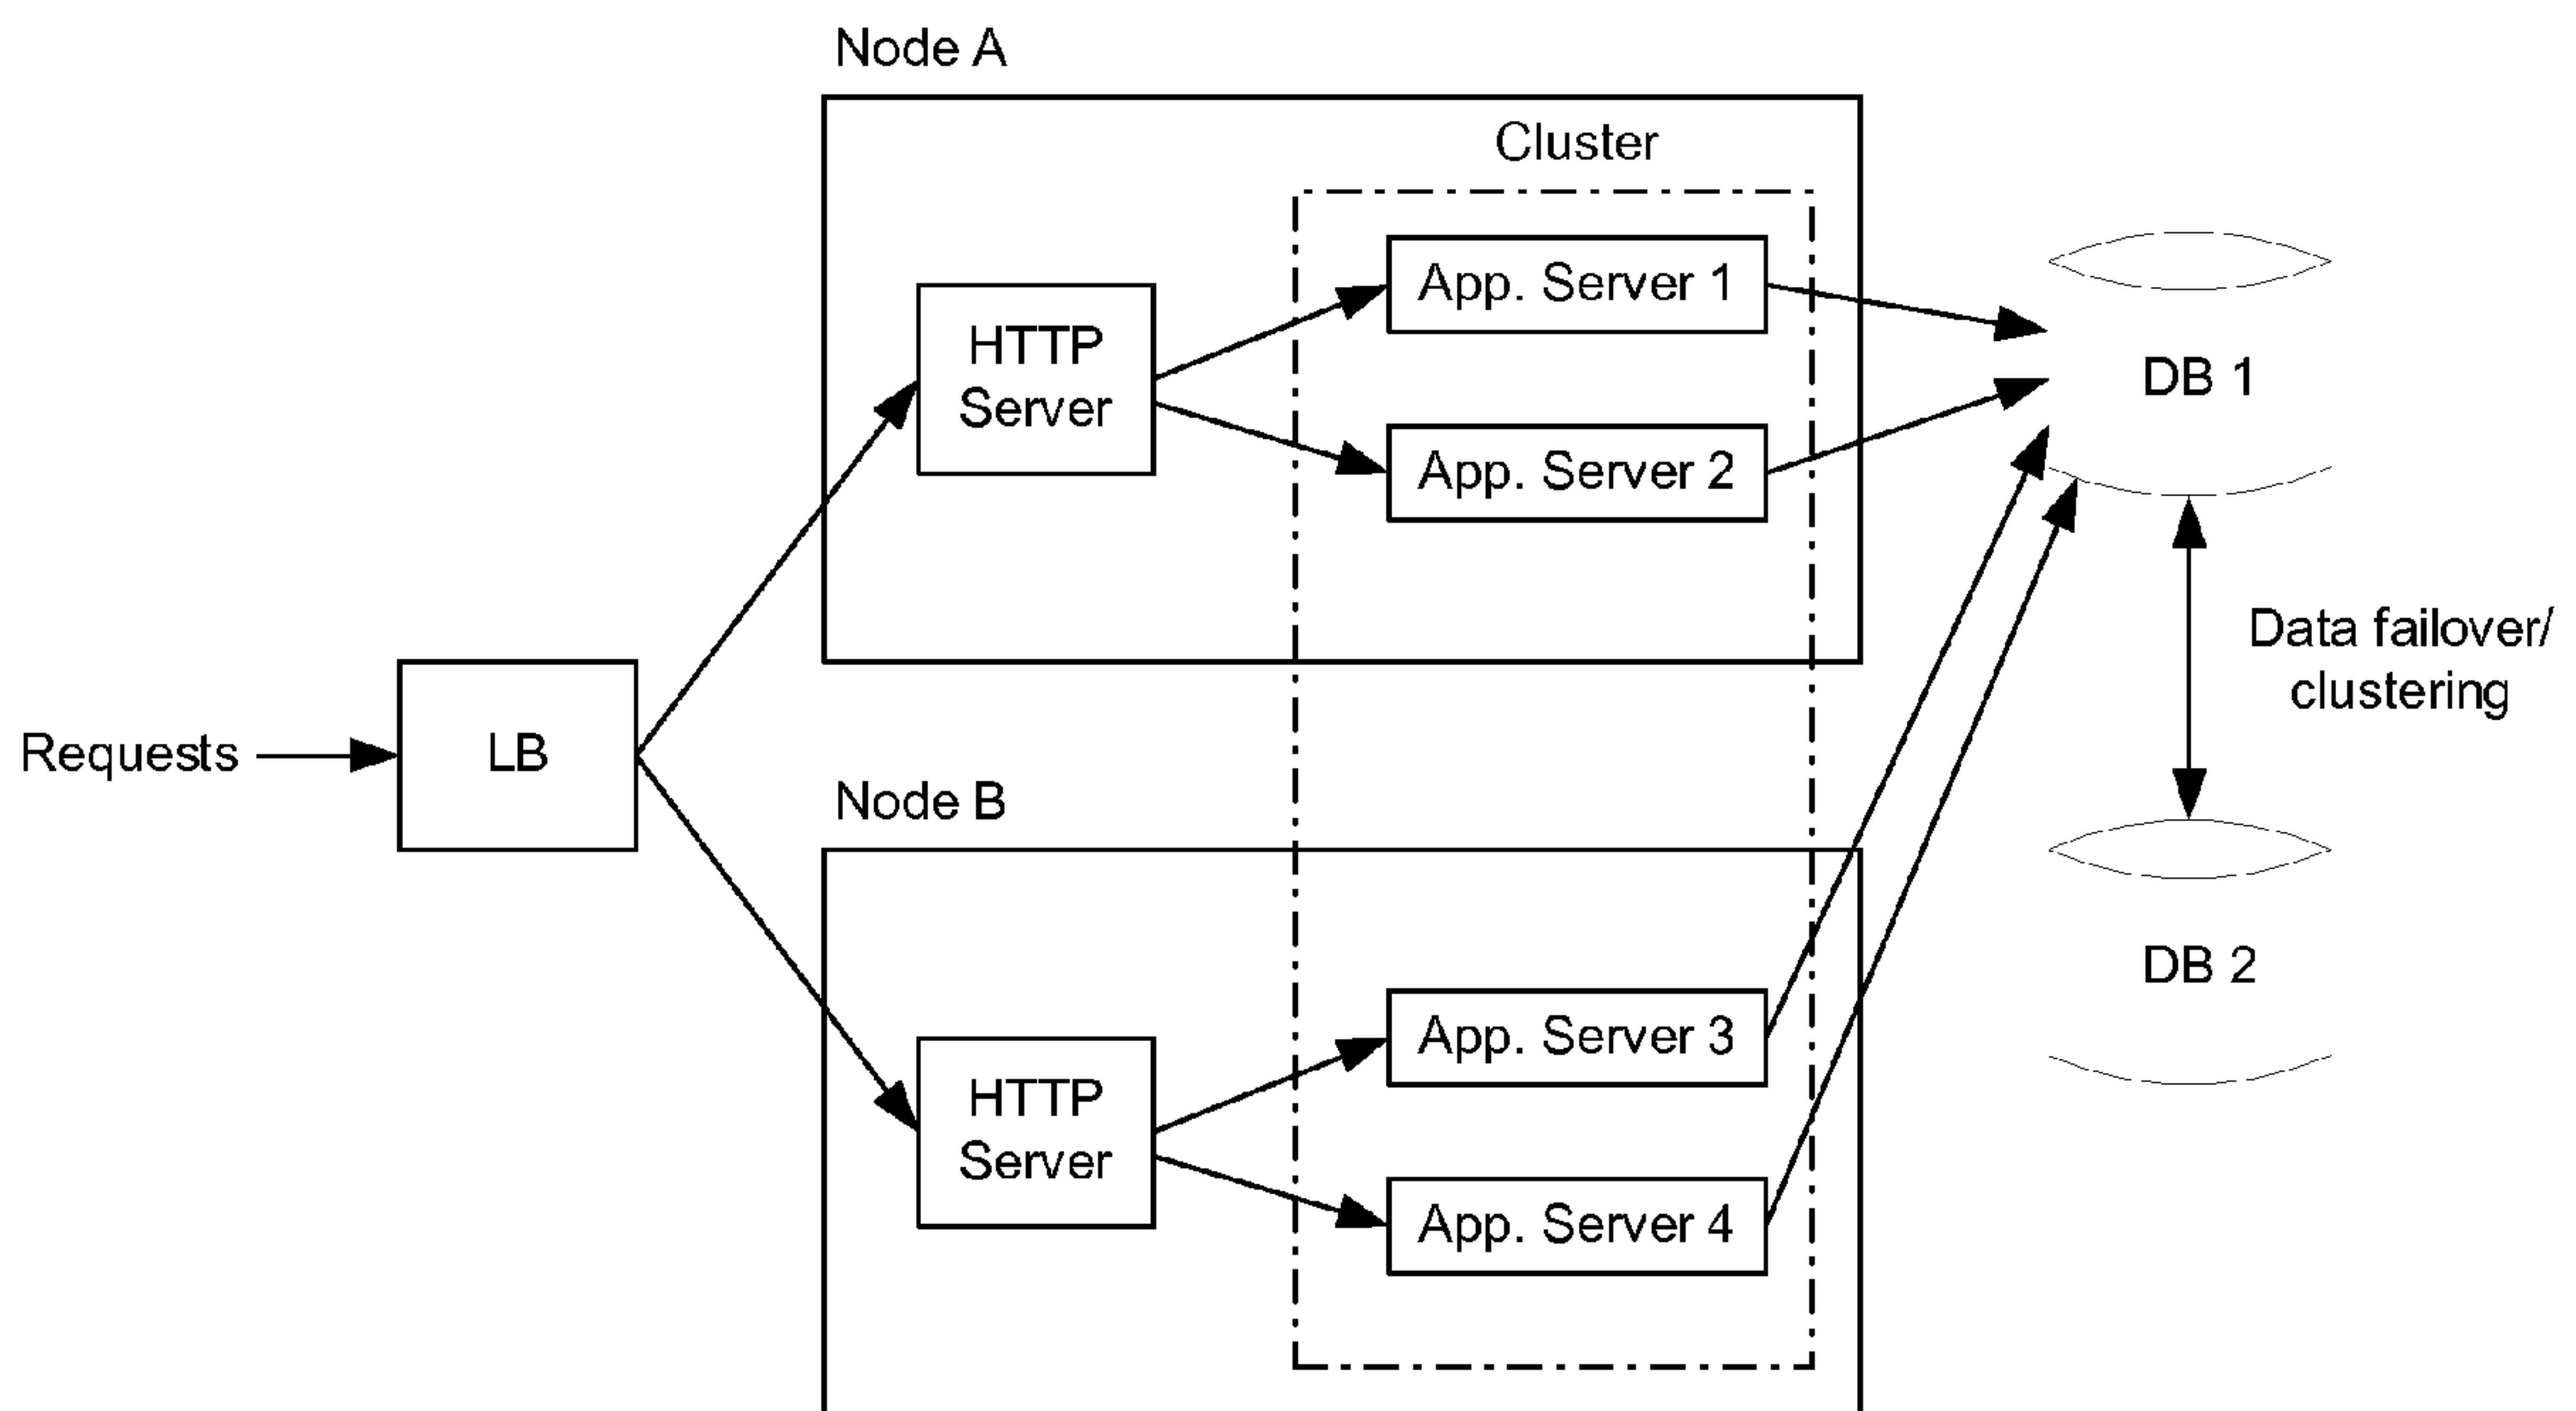 Node A
Cluster
App. Server 1
HTTP
Server
DB 1
App. Server 2
Data failover/
clustering
Requests
LB
Node B
DB 2
App. Server 3
HTTP
Server
App. Server 4